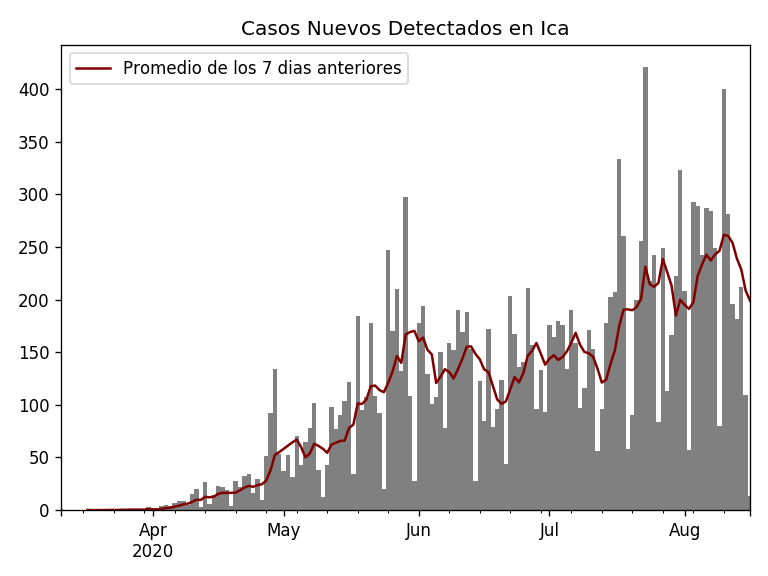 Casos Nuevos Detectados en Ica
Promedio de los 7 dias anteriores
400
350
300
250
200
150
100
50
0
Apr
2020
May
Jun
Jul
Aug